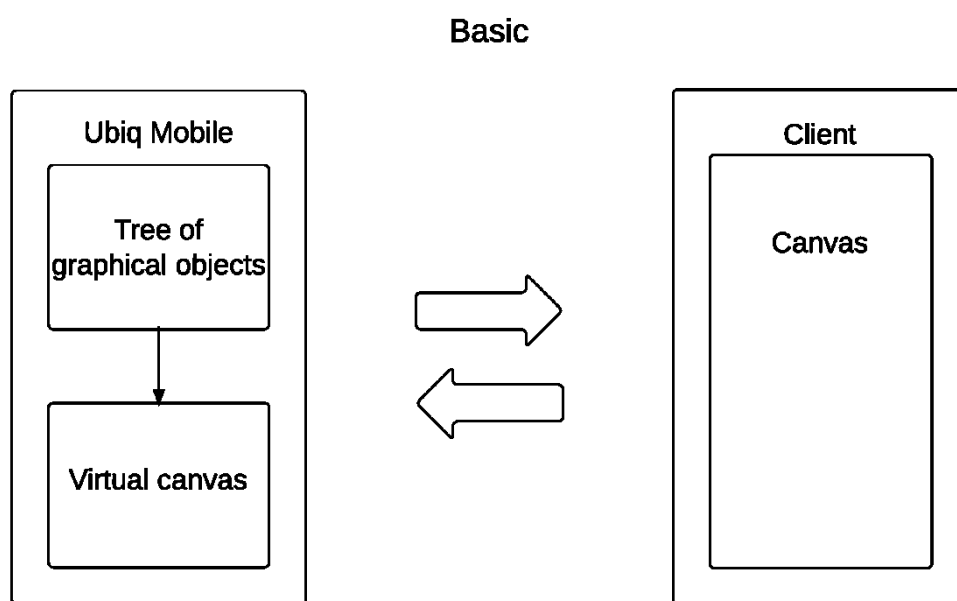 Basic
Ubiq Mobile
Tree of
graphical objects
Virtual canvas
Client
Canvas